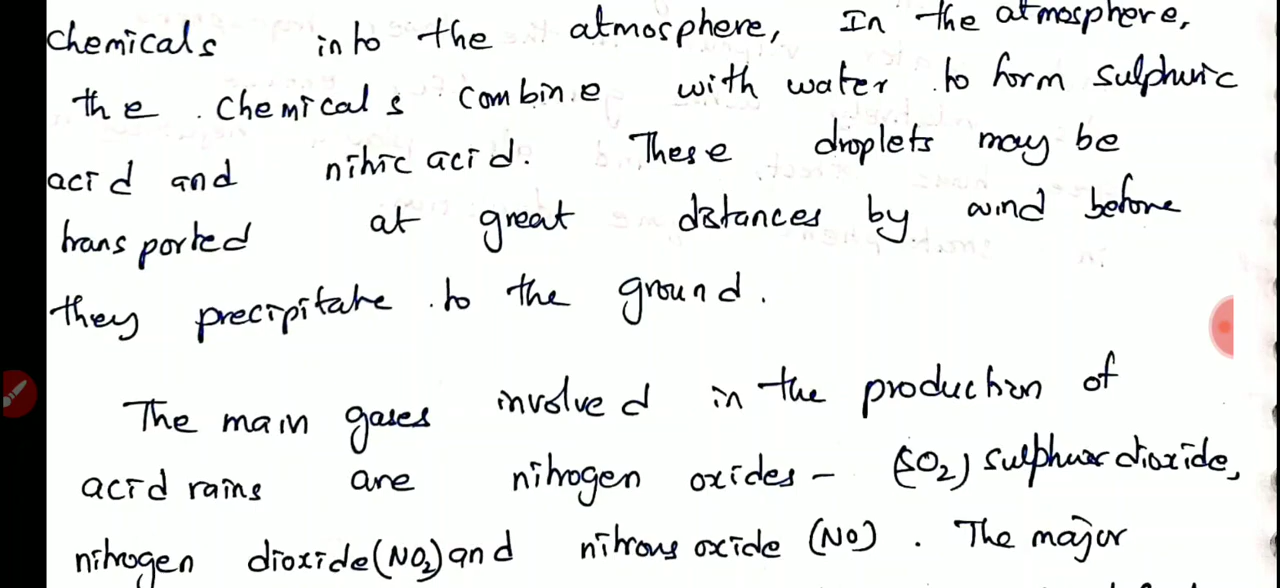 chemicals into the atmosphere, In the atmosphere,
the chemicals combine with water to form sulphuric
acid and nitric acid. These droplets may be
transported at great distances by wind before
they precipitate to the ground.
The main gases involved in the production of
acid rains are nitrogen oxides - (SO2) sulphur dioxide,
nitrogen dioxide (NO2) and nitrous oxide (NO). The major